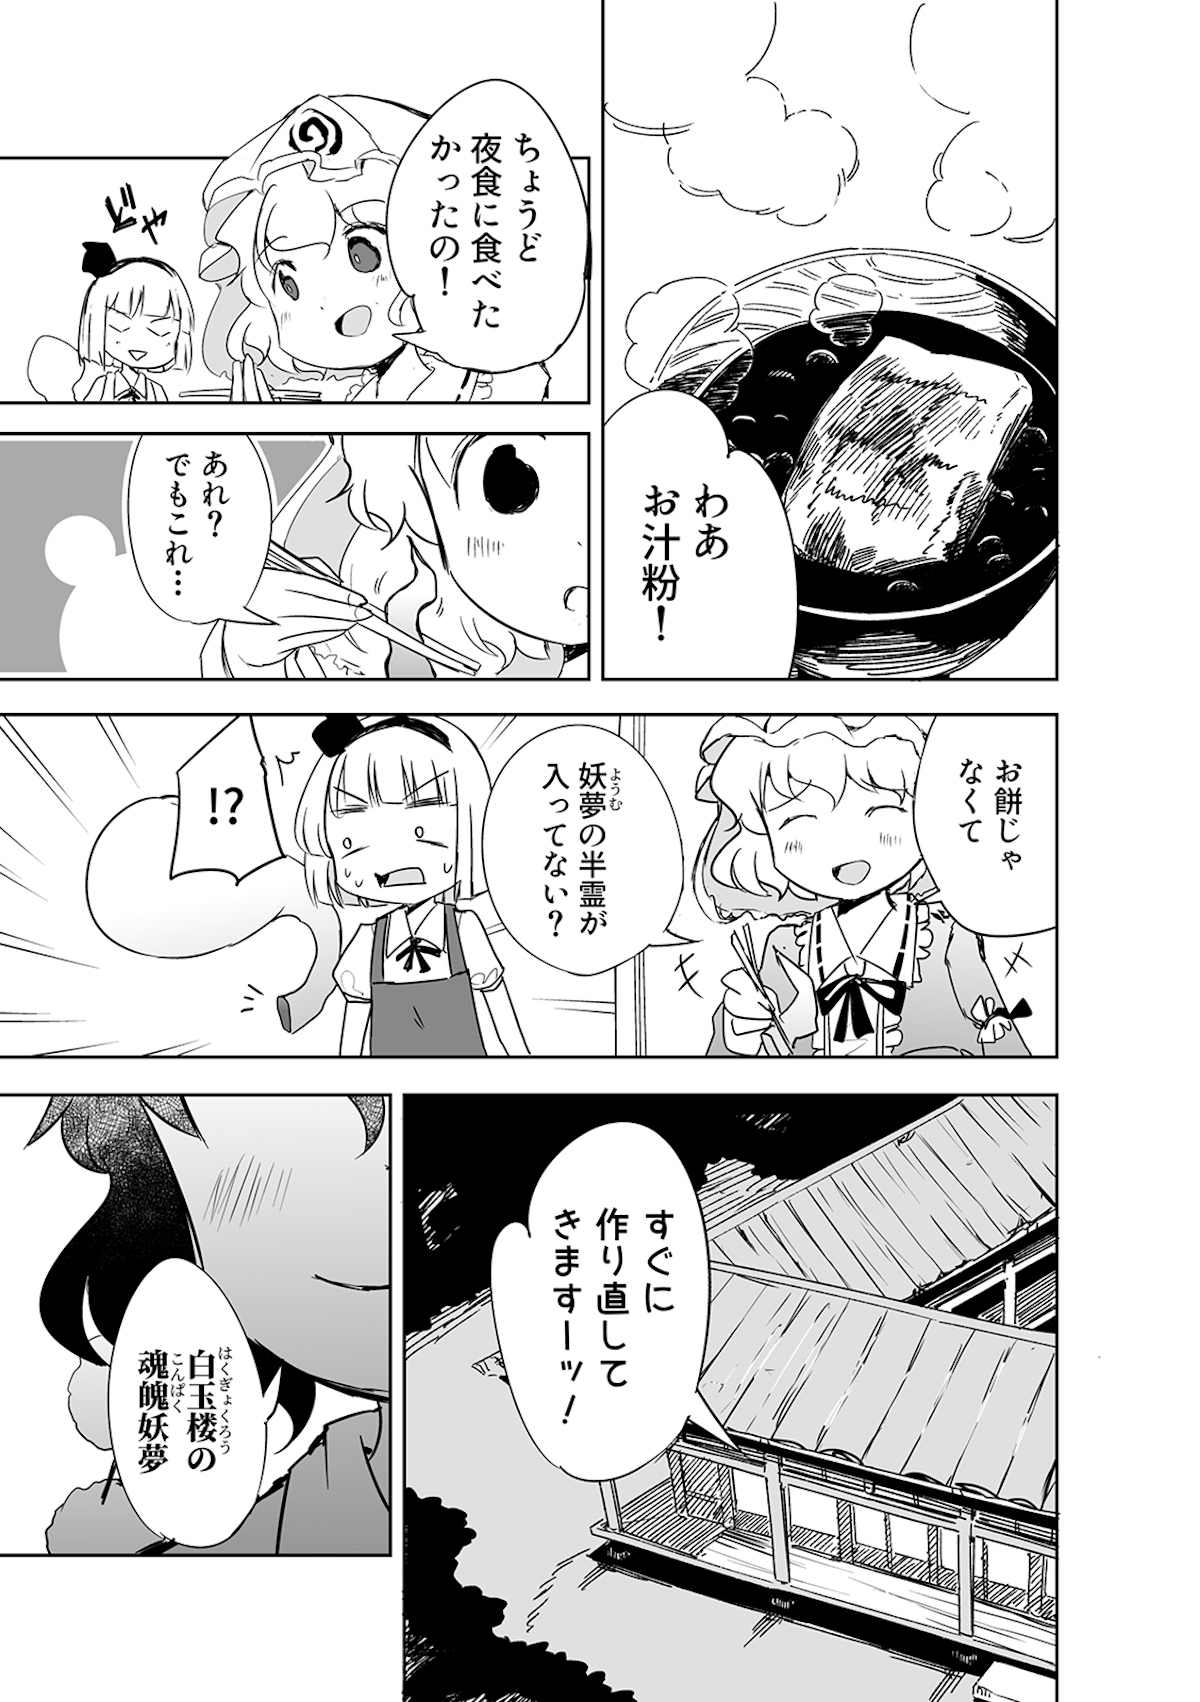 わあ
お汁粉！
ちょうど
夜食に食べた
かったの！
じゃ
あれ？
でもこれ…
お餅じゃ
なくて
妖夢の半霊が
ようむ
入ってない？
!?
すぐに
作り直して
きますーッ！
白玉楼の
はくぎょくろう
魂魄妖夢
こんぱく